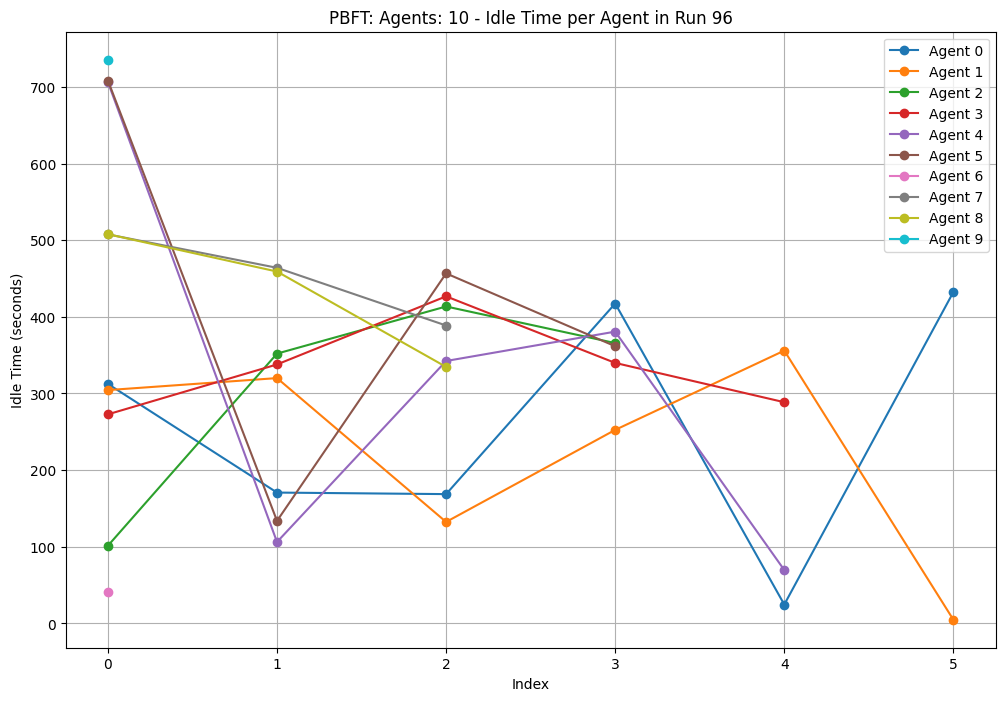 PBFT: Agents: 10 - Idle Time per Agent in Run 96
Idle Time (seconds)
700
600
500
400
300
200
100
0
0 1 2 3 4 5
Index
Agent 0
Agent 1
Agent 2
Agent 3
Agent 4
Agent 5
Agent 6
Agent 7
Agent 8
Agent 9